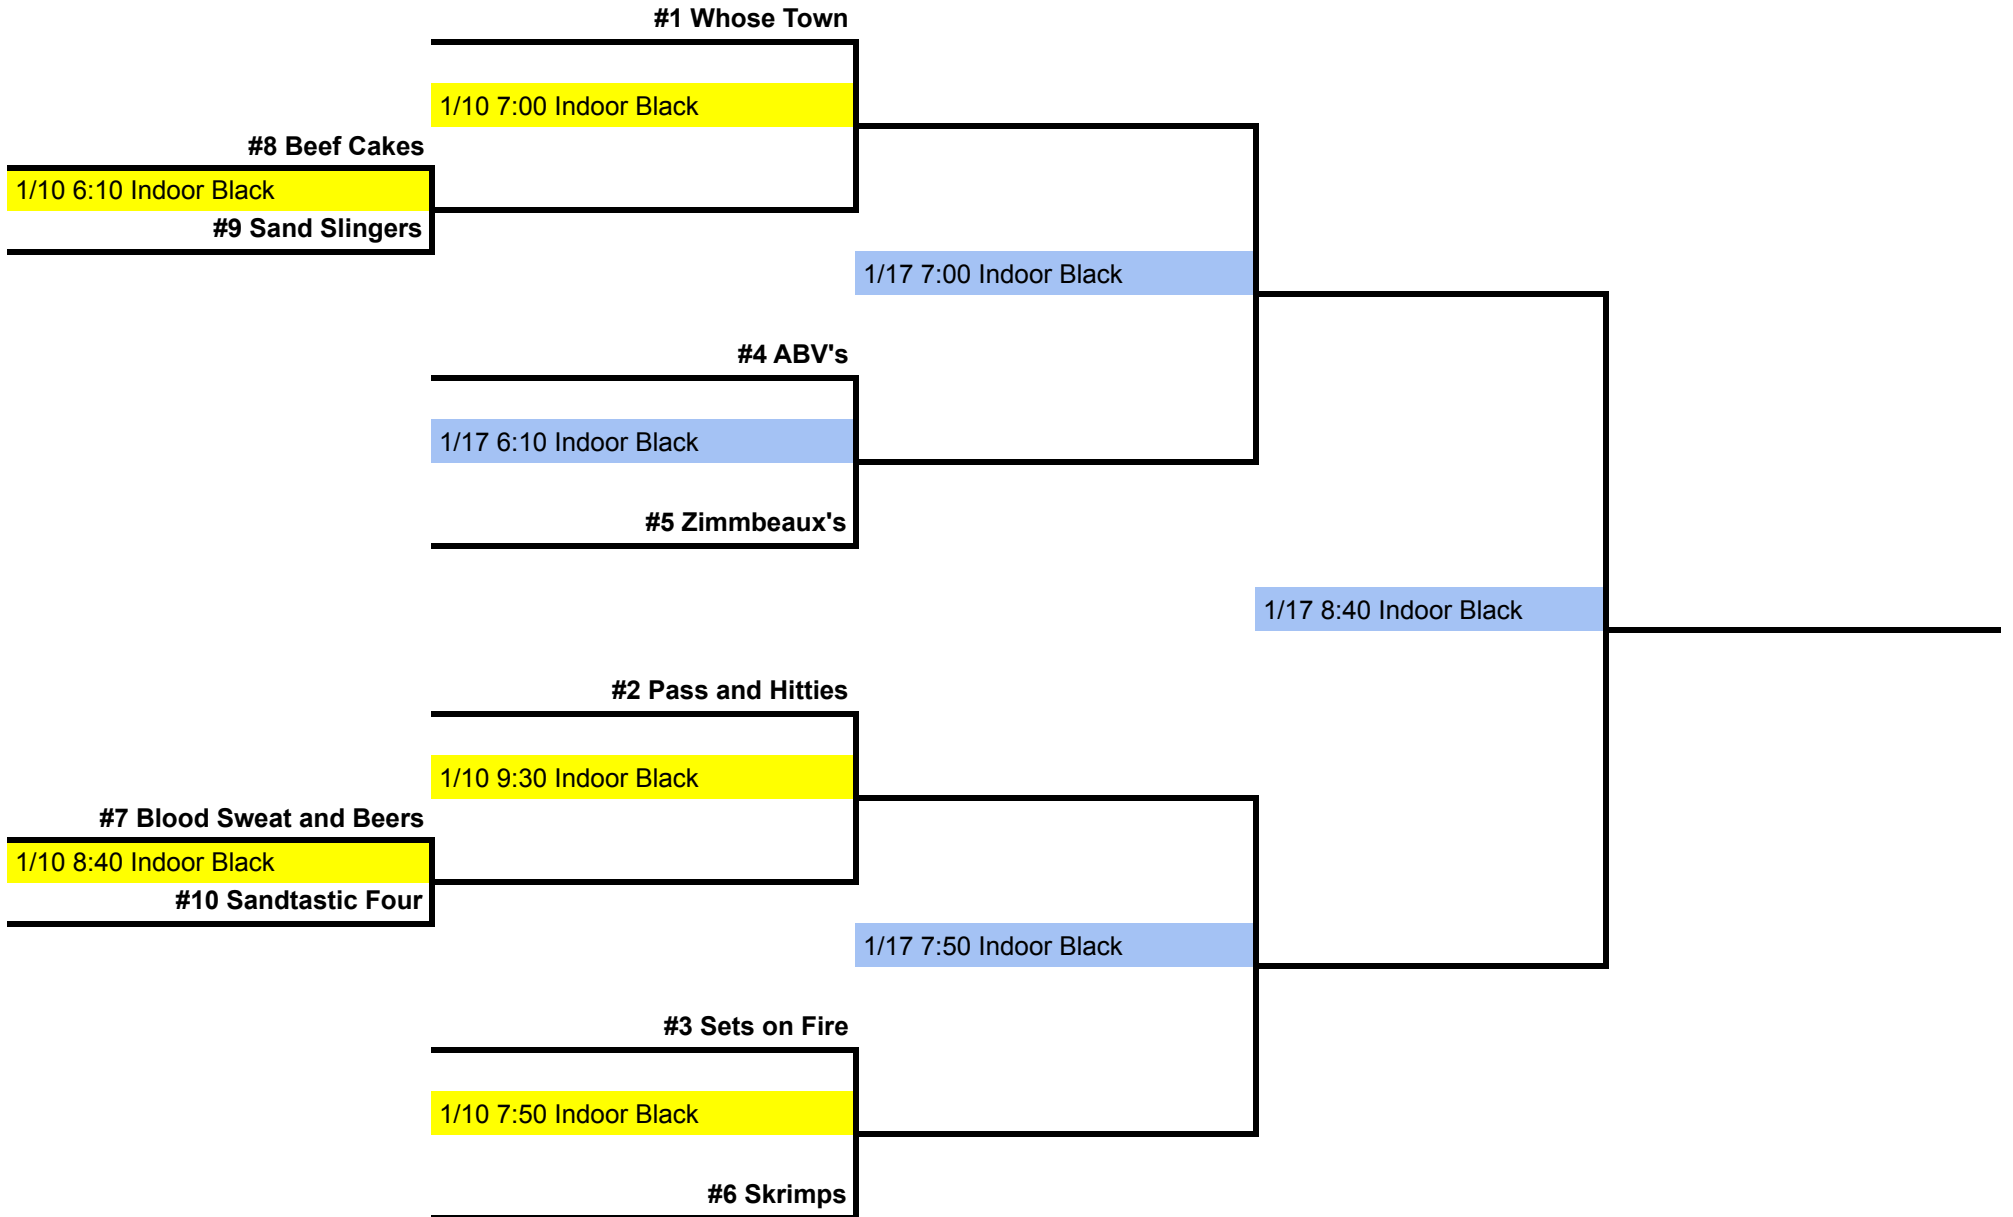 #1 Whose Town
1/10 7:00 Indoor Black
#8 Beef Cakes
1/10 6:10 Indoor Black
#9 Sand Slingers
1/17 7:00 Indoor Black
#4 ABV's
1/17 6:10 Indoor Black
#5 Zimmbeaux's
1/17 8:40 Indoor Black
#2 Pass and Hitties
1/10 9:30 Indoor Black
#7 Blood Sweat and Beers
1/10 8:40 Indoor Black
#10 Sandtastic Four
1/17 7:50 Indoor Black
#3 Sets on Fire
1/10 7:50 Indoor Black
#6 Skrimps